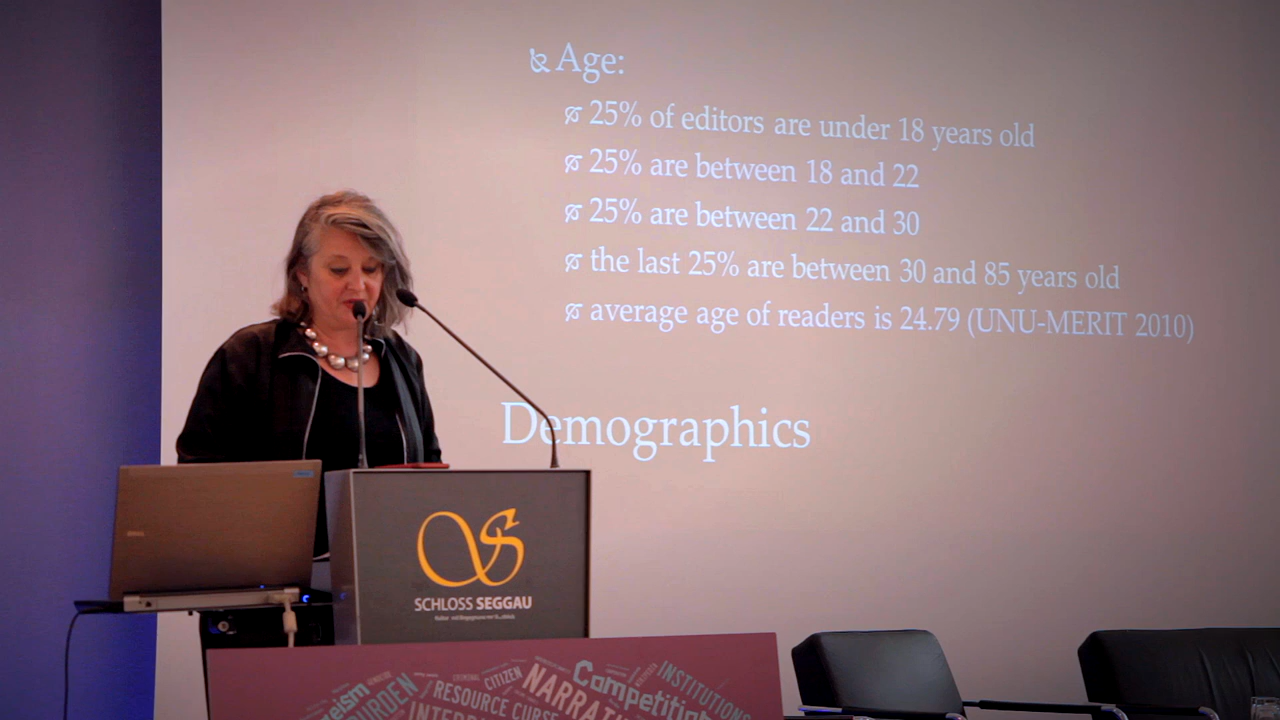 Age:
25% of editors are under 18 years old
25% are between 18 and 22
25% are between 22 and 30
the last 25% are between 30 and 85 years old
average age of readers is 24.79 (UNU-MERIT 2010)
Demographics
SCHLOSS SEGGAU
BURDEN
RESOURCE CURSE
CITIZEN
CRIMINAL
NARRATI
Competition
INSTITUTIONS